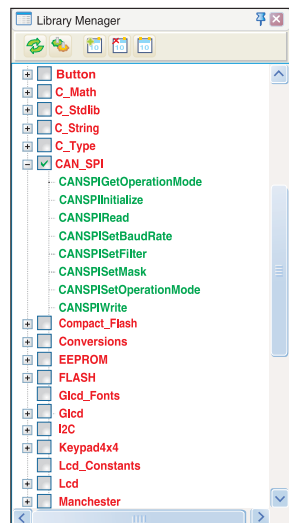 Library Menager
Button
C_Math
C_Stdlib
C_String
C_Type
CAN_SPI
CANSPIGetOperationMode
CANSPIInitialize
CANSPIRead
CANSPISetBaudRate
CANSPISetFilter
CANSPISetMask
CANSPISetOperationMode
CANSPIWrite
Compact_Flash
Conversions
EEPROM
FLASH
Glcd_Fonts
Glcd
I2C
Keypad4x4
Lcd_Constants
Lcd
Manchester